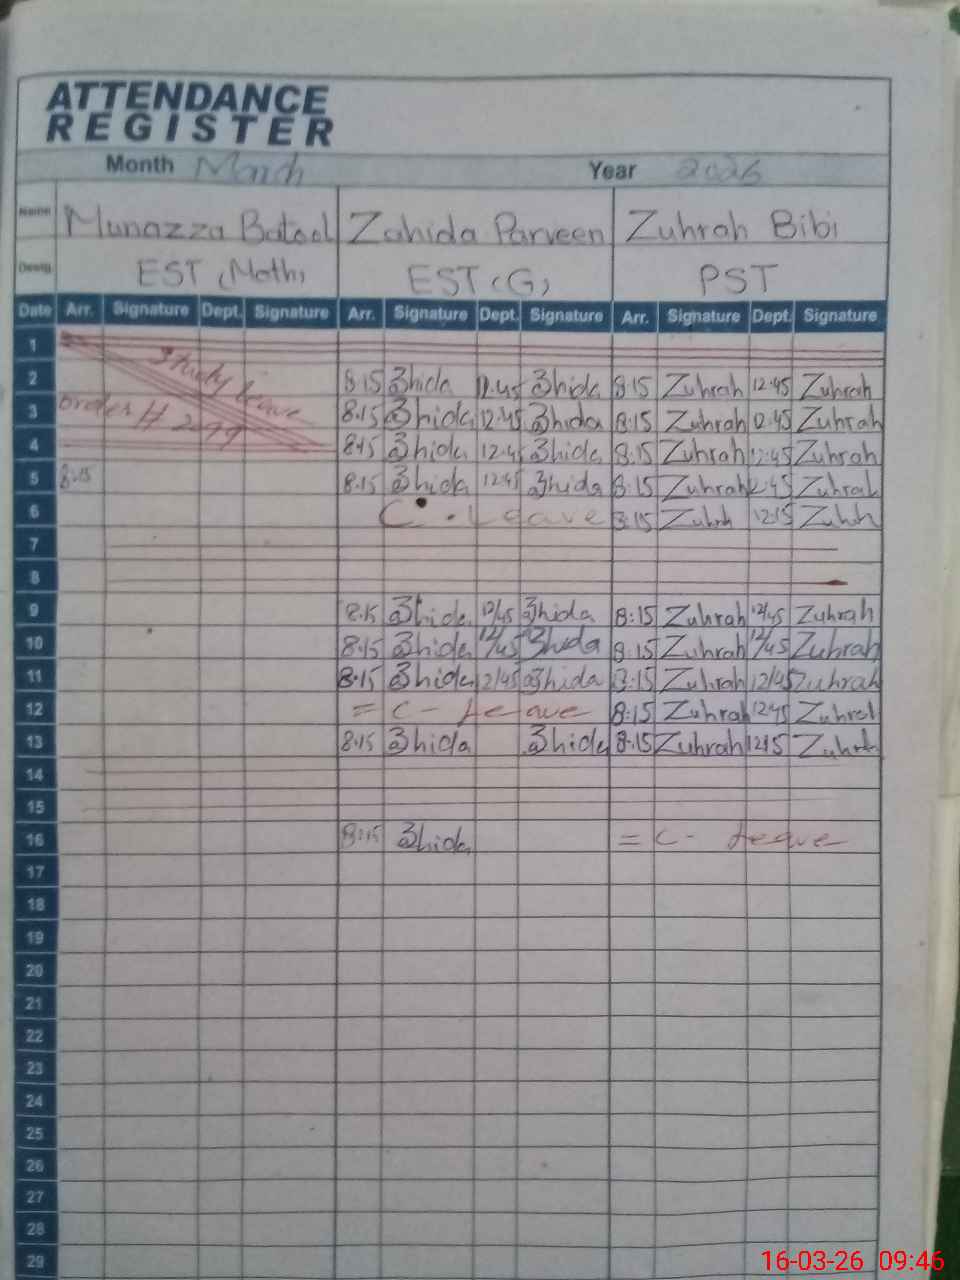 ATTENDANCE
REGISTER
Month March Year 2026
Name Munazza Batool Zahida Parveen Zuhrah Bibi
Desig. EST (Math) EST (G) PST
Date Arr. Signature Dept. Signature Arr. Signature Dept. Signature Arr. Signature Dept. Signature
1
Study leave
2 8:15 Zhida 12:45 Zhida 8:15 Zuhrah 12:45 Zuhrah
3 order # 299 8:15 Zhida 12:45 Zhida 8:15 Zuhrah 12:45 Zuhrah
4 8:15 Zhida 12:45 Zhida 8:15 Zuhrah 12:45 Zuhrah
5 8:15 8:15 Zhida 12:45 Zhida 8:15 Zuhrah 12:45 Zuhrah
6 C. Leave 8:15 Zuhrh 12:15 Zuhrh
7
8
9 8:15 Zhida 12/45 Zhida 8:15 Zuhrah 12/45 Zuhrah
10 8:15 Zhida 12/45 Zhida 8:15 Zuhrah 12/45 Zuhrah
11 8:15 Zhida 12/45 Zhida 8:15 Zuhrah 12/45 Zuhrah
12 = C - Leave 8:15 Zuhrah 12:45 Zuhrah
13 8:15 Zhida Zhida 8:15 Zuhrah 12:15 Zuhrah
14
15
16 8:15 Zhida = C - Leave
17
18
19
20
21
22
23
24
25
26
27
28
29
16-03-26 09:46